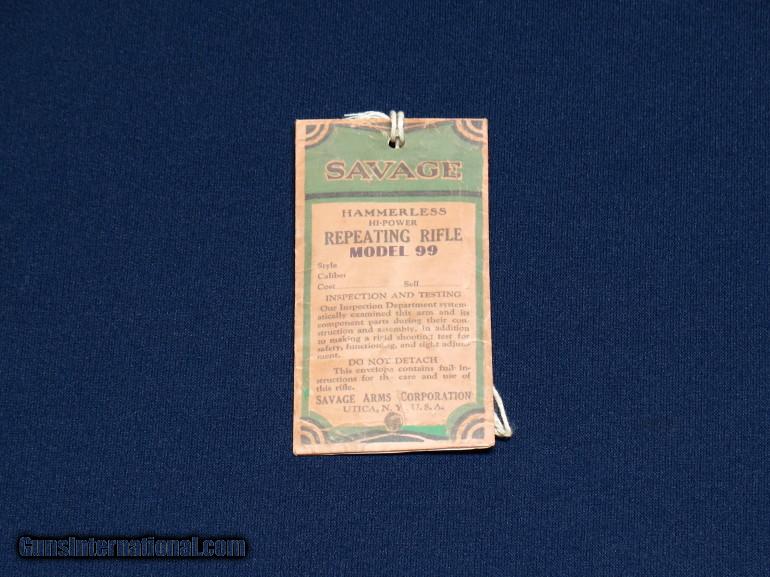 SAVAGE
HAMMERLESS
HI-POWER
REPEATING RIFLE
MODEL 99
Style
Caliber
Cost Sell
INSPECTION AND TESTING
Our Inspection Department system-
atically examined this arm and its
component parts during their con-
struction and assembly, in addition
to making a rigid shooting test for
safety, functioning, and sight adjust-
ment.
DO NOT DETACH
This envelope contains full in-
structions for the care and use of
this rifle.
SAVAGE ARMS CORPORATION
UTICA, N. Y. U.S.A.
GunsInternational.com